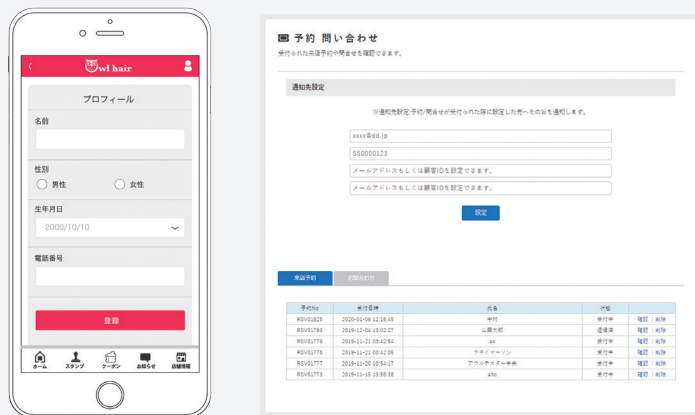 Owl hair
プロフィール
名前
性別
男性 女性
生年月日
2000/10/10
電話番号
登録
ホーム スタンプ クーポン お知らせ 店舗情報
予約 問い合わせ
受付られた来店予約や問合せを確認できます。
通知先設定
※通知先設定:予約/問合せが受付られた際に設定した先へその旨を通知します。
xxxx@dd.jp
SS0000123
メールアドレスもしくは顧客IDを設定できます。
メールアドレスもしくは顧客IDを設定できます。
設定
来店予約 お問合わせ
予約No 受付日時 氏名 状態
RSV01825 2020-01-06 12:16:45 中村 受付中 確認 | 削除
RSV01793 2019-12-04 13:02:27 山田太郎 返信済 確認 | 削除
RSV01779 2019-11-21 03:42:54 aa 受付中 確認 | 削除
RSV01778 2019-11-21 03:42:05 受付中 確認 | 削除
RSV01777 2019-11-20 10:54:17 受付中 確認 | 削除
RSV01773 2019-11-15 13:55:38 abc 受付中 確認 | 削除